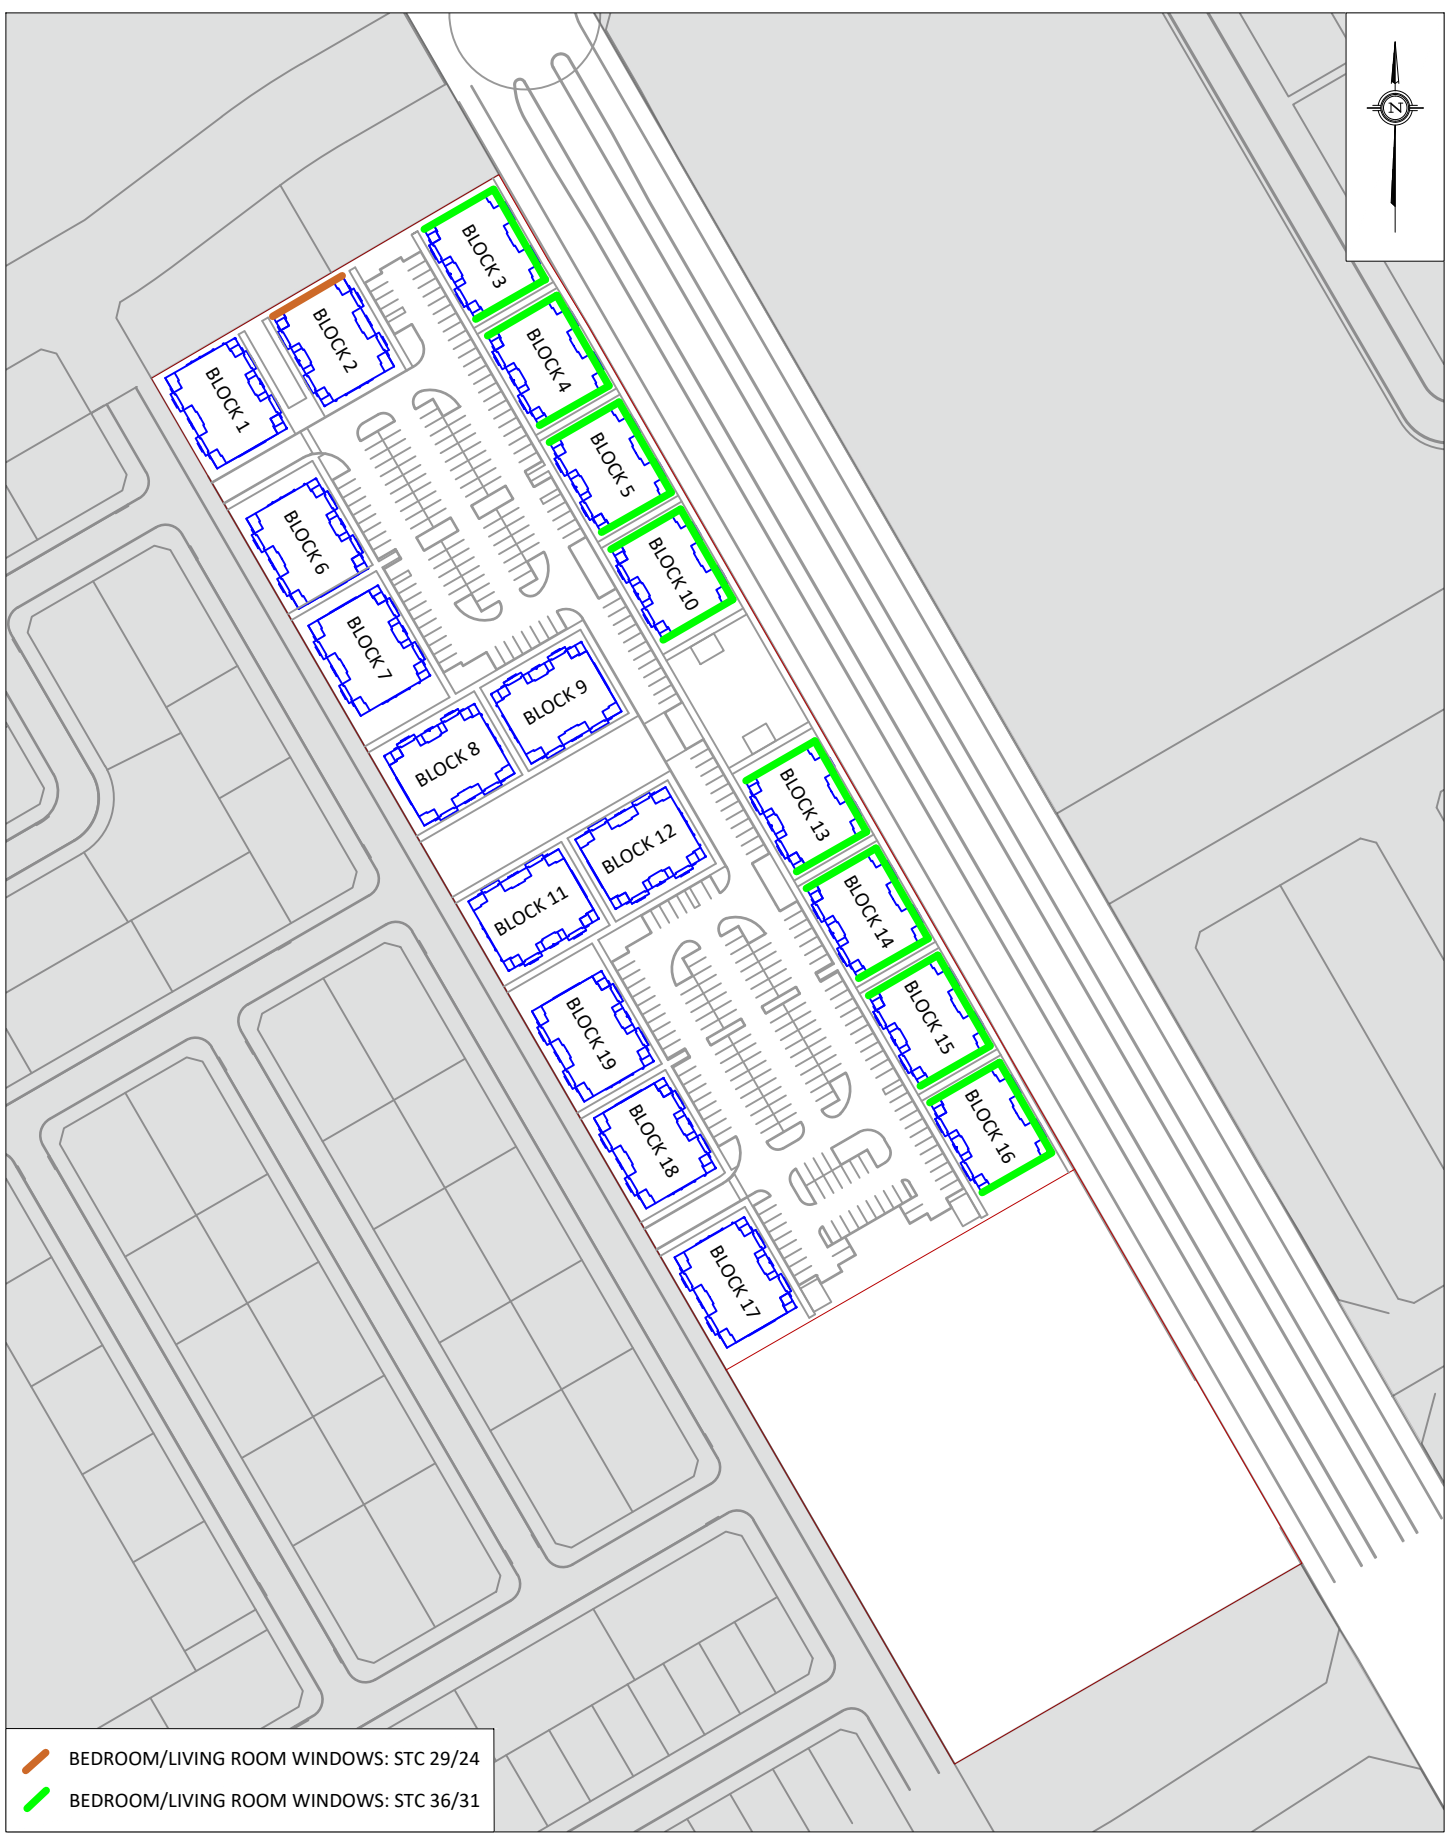 N
BLOCK 3
BLOCK 2
BLOCK 4
BLOCK 1
BLOCK 5
BLOCK 6
BLOCK 10
BLOCK 7
BLOCK 9
BLOCK 8
BLOCK 13
BLOCK 12
BLOCK 11
BLOCK 14
BLOCK 15
BLOCK 19
BLOCK 16
BLOCK 18
BLOCK 17
BEDROOM/LIVING ROOM WINDOWS: STC 29/24
BEDROOM/LIVING ROOM WINDOWS: STC 36/31